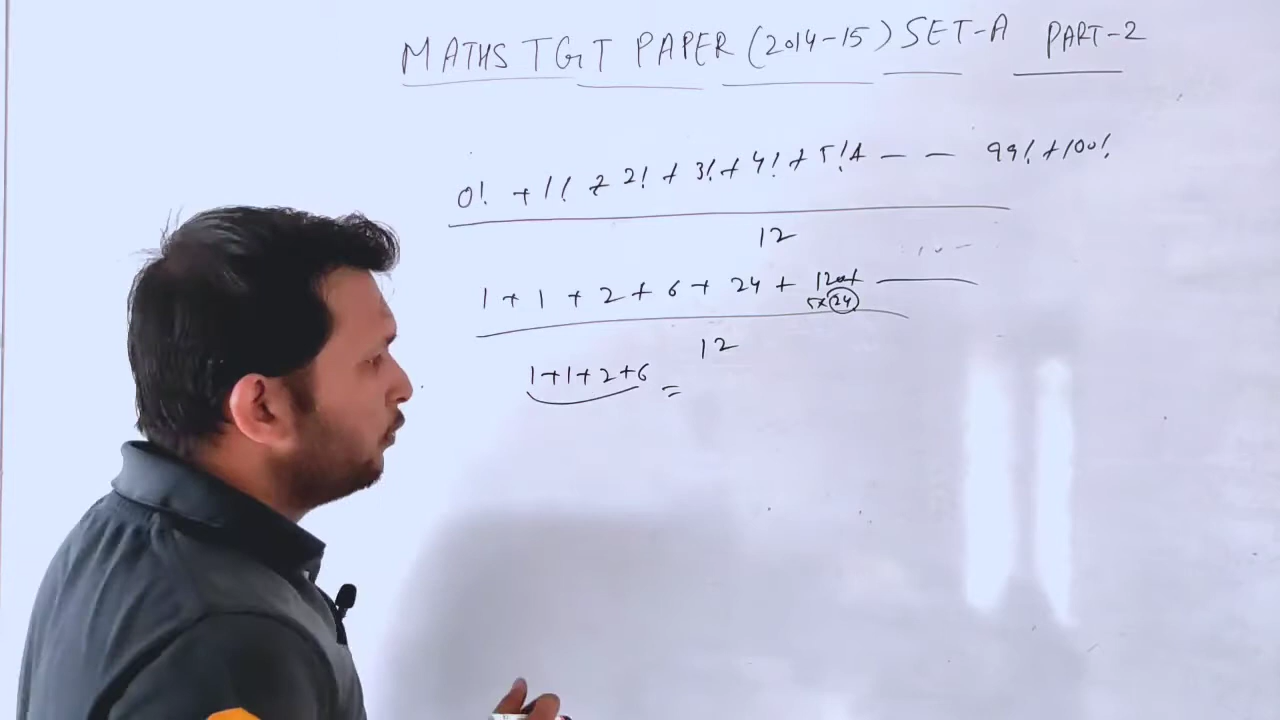 MATHS TGT PAPER (2014-15) SET-A PART-2
0! + 1! + 2! + 3! + 4! + 5! + — — 99! + 100!
12
1 + 1 + 2 + 6 + 24 + 120+ ——
5×24
12
1+1+2+6 =